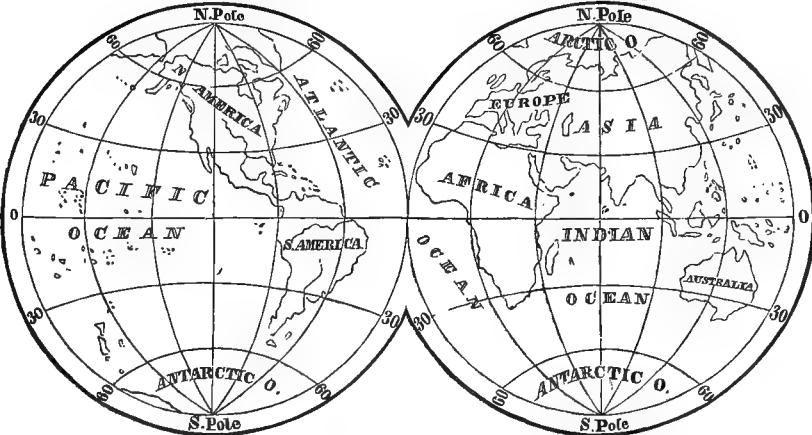 N.Pole
60
60
N. AMERICA
ATLANTIC
30
30
PACIFIC
0
OCEAN
S.AMERICA
30
30
ANTARCTIC O.
60
60
S.Pole
N.Pole
60
60
ARCTIC O.
EUROPE
ASIA
30
30
AFRICA
0
OCEAN
INDIAN
AUSTRALIA
OCEAN
30
30
ANTARCTIC O.
60
60
S.Pole